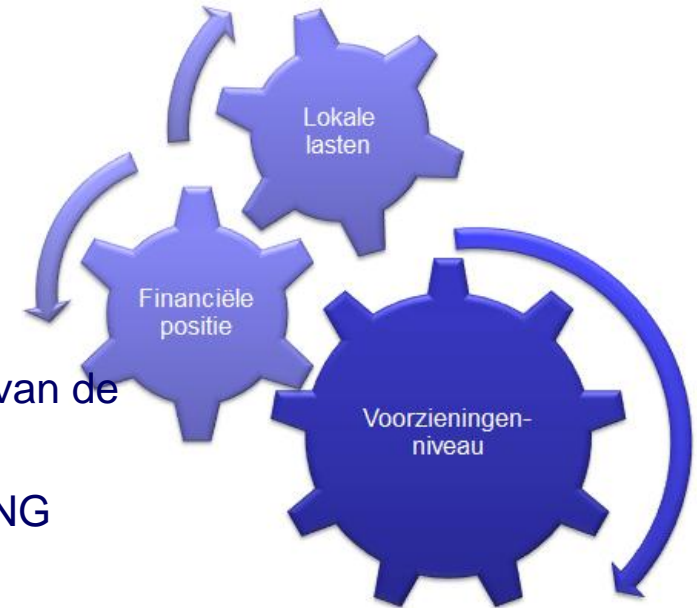 Lokale
lasten
Financiële
positie
van de
Voorzieningen-
niveau
NG